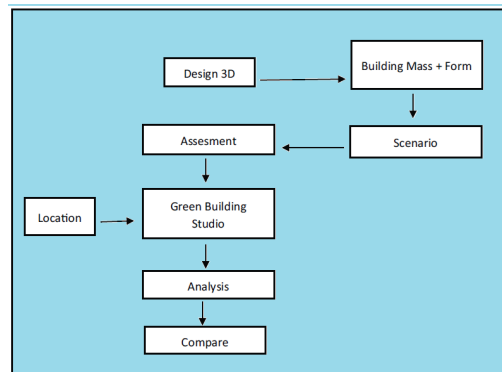 Design 3D
Building Mass + Form
Assesment
Scenario
Location
Green Building
Studio
Analysis
Compare